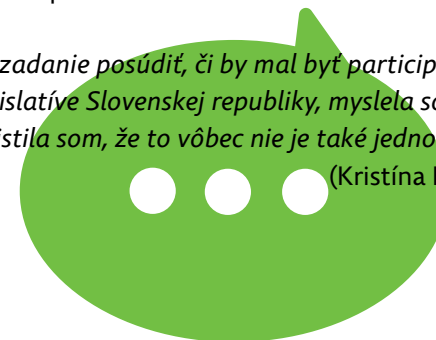 zadanie posúdiť, či by mal byť particip
islatíve Slovenskej republiky, myslela so
istila som, že to vôbec nie je také jedno
(Kristína